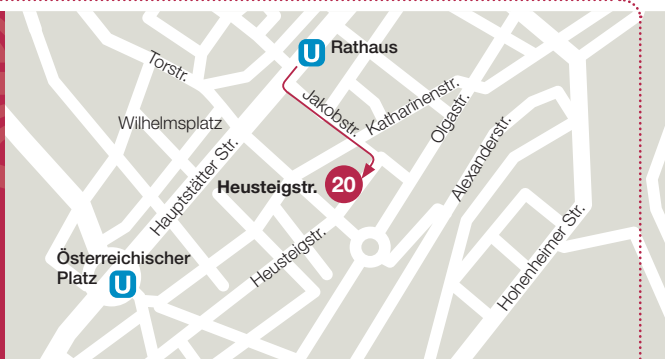 U Rathaus
Torstr.
Jakobstr.
Katharinenstr.
Olgastr.
Wilhelmsplatz
Alexanderstr.
Hauptstätter Str.
Heusteigstr. 20
Österreichischer
Platz U
Heusteigstr.
Hohenheimer Str.